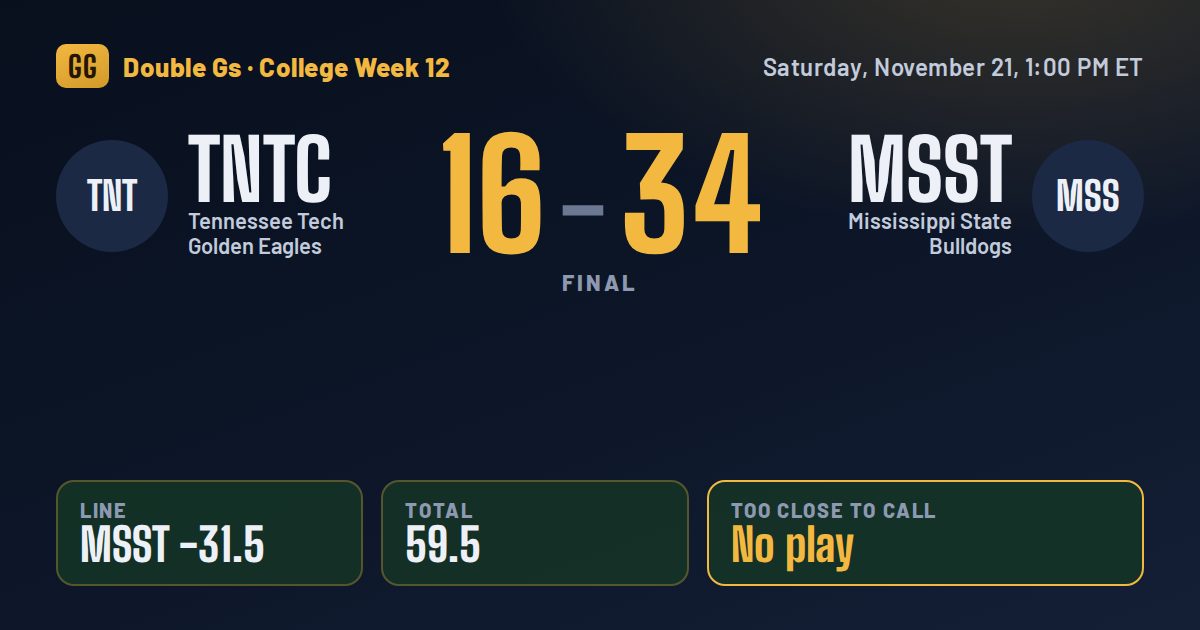 GG
Double Gs · College Week 12
Saturday, November 21, 1:00 PM ET
TNT
TNTC
Tennessee Tech
Golden Eagles
16 – 34
FINAL
MSST
Mississippi State
Bulldogs
MSS
LINE
MSST −31.5
TOTAL
59.5
TOO CLOSE TO CALL
No play